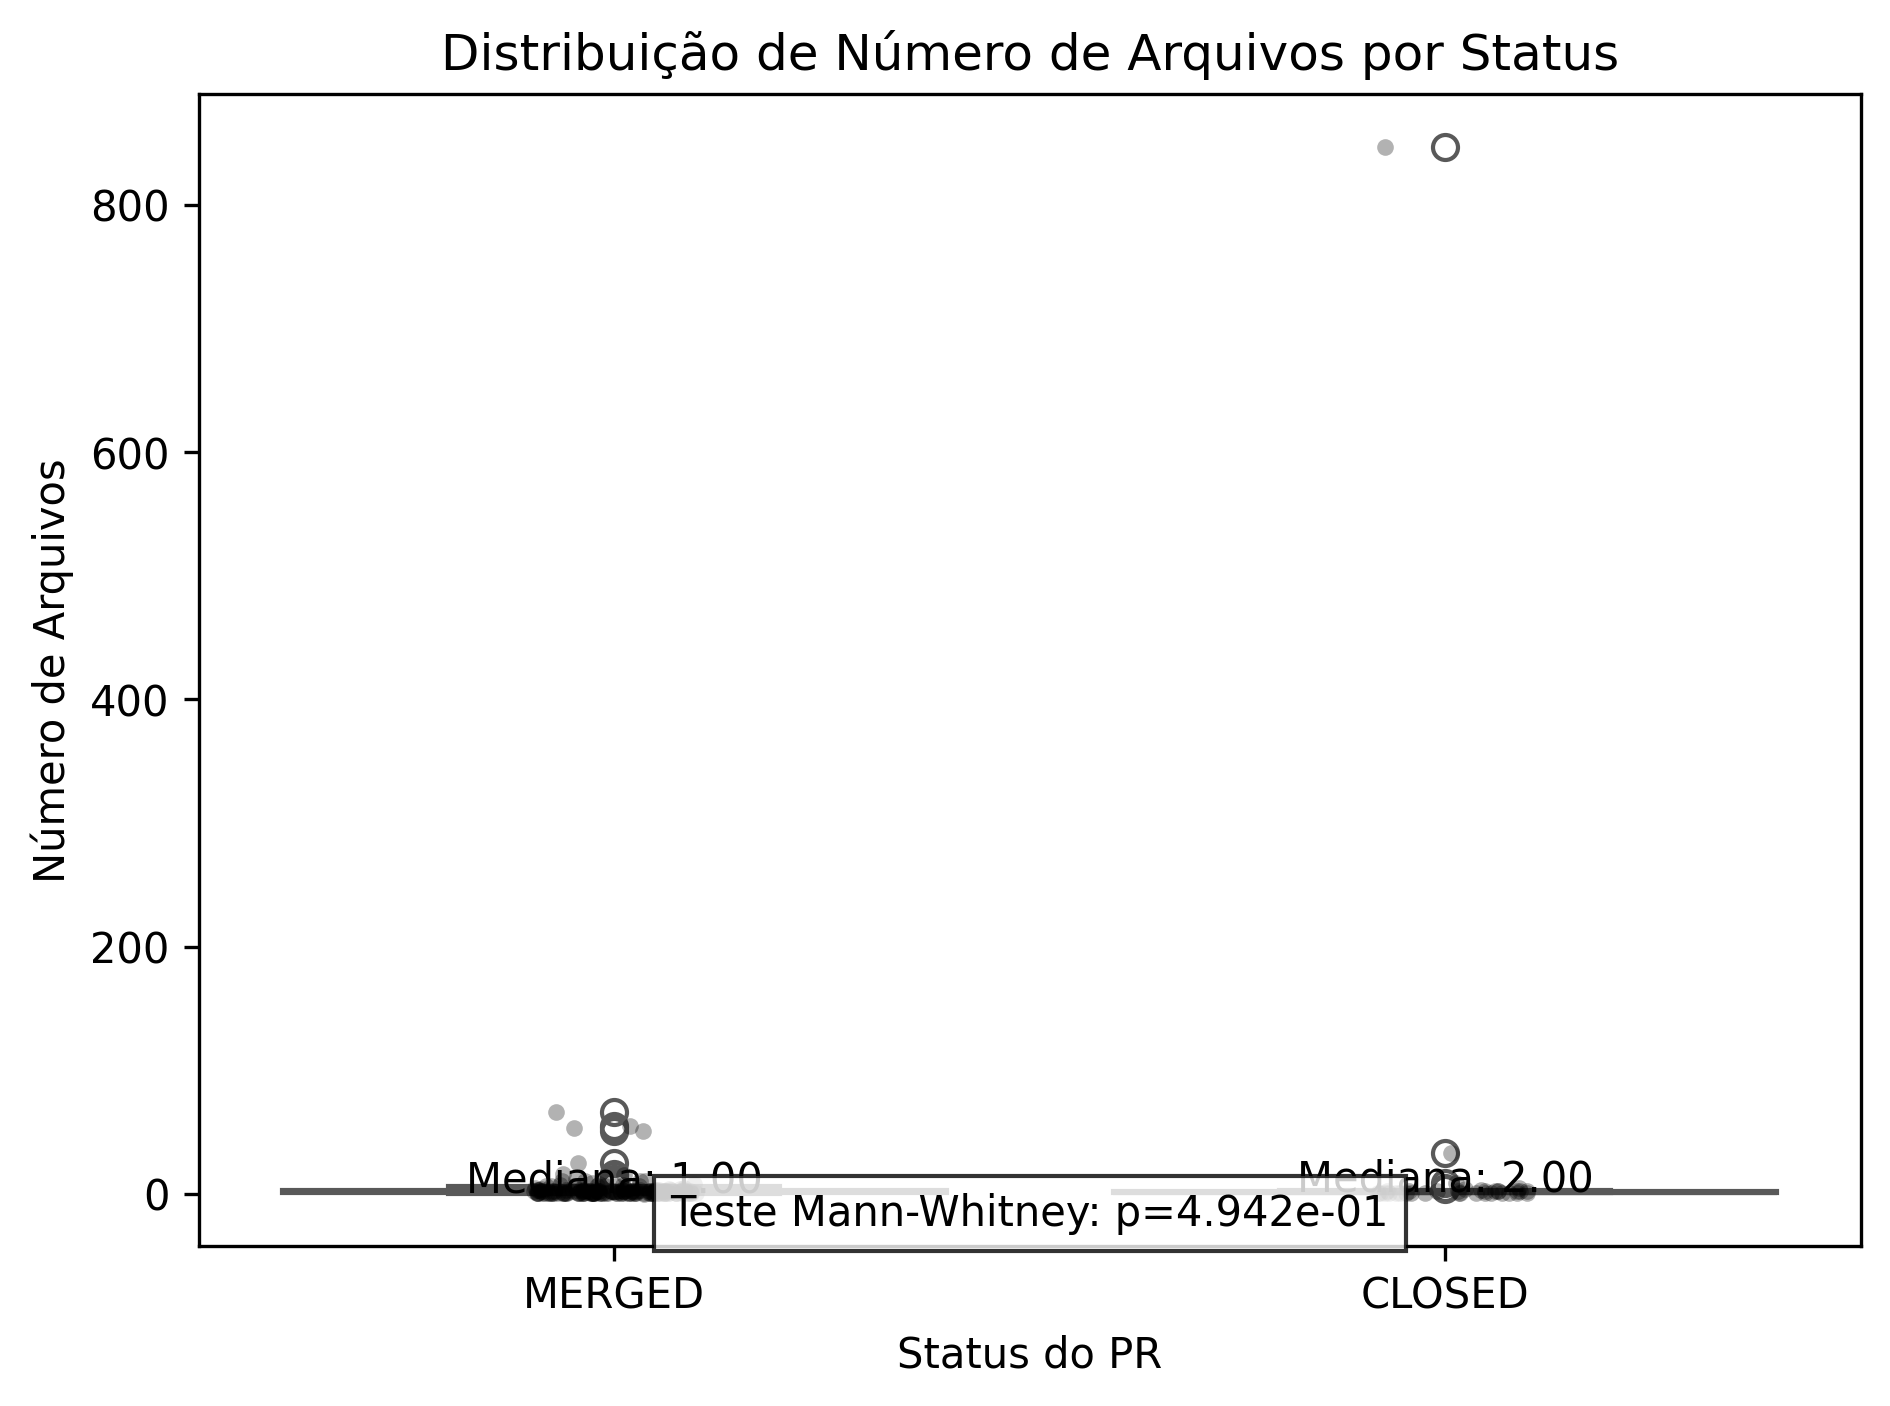 Distribuição de Número de Arquivos por Status
Número de Arquivos
800
600
400
200
0
Mediana: 1.00
Mediana: 2.00
Teste Mann-Whitney: p=4.942e-01
MERGED
CLOSED
Status do PR